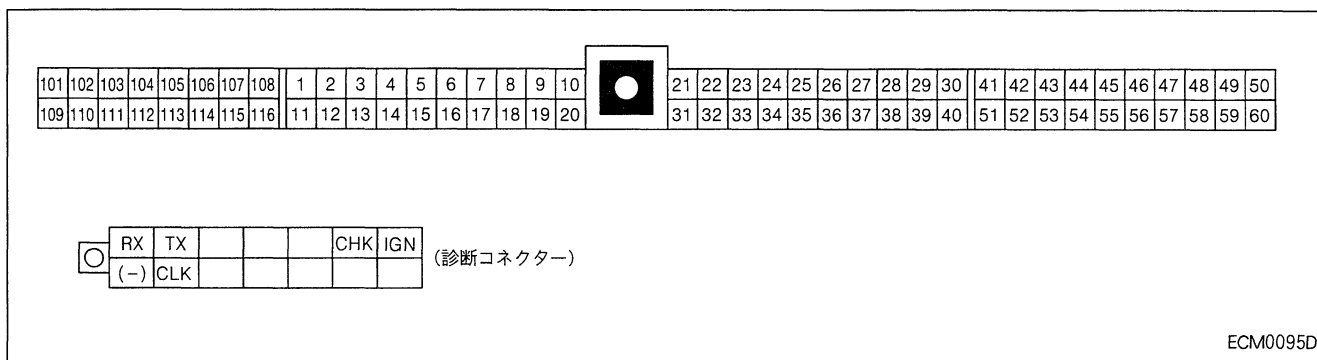 101 102 103 104 105 106 107 108 1 2 3 4 5 6 7 8 9 10 21 22 23 24 25 26 27 28 29 30 41 42 43 44 45 46 47 48 49 50
109 110 111 112 113 114 115 116 11 12 13 14 15 16 17 18 19 20 31 32 33 34 35 36 37 38 39 40 51 52 53 54 55 56 57 58 59 60
RX TX CHK IGN
(診断コネクター)
(-) CLK
ECM0095D